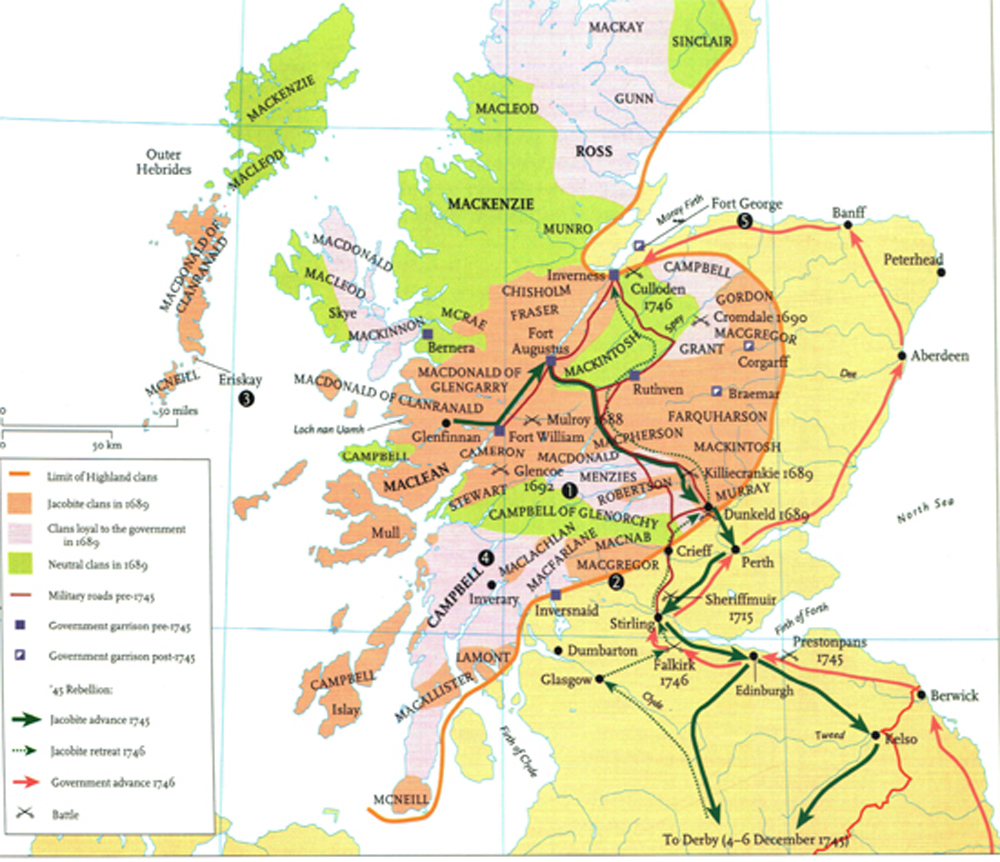 MACKAY
SINCLAIR
MACKENZIE
MACLEOD
GUNN
Outer
Hebrides
ROSS
MACLEOD
MACKENZIE
Moray Firth
Fort George
5
Banff
MACDONALD OF
CLANRANALD
MUNRO
MACDONALD
Peterhead
Inverness
CAMPBELL
MACLEOD
CHISHOLM
Culloden
1746
GORDON
Skye
MCRAE
FRASER
Spey
Cromdale 1690
MACKINNON
Fort
Augustus
MACKINTOSH
MACGREGOR
Bernera
GRANT
Corgarff
Aberdeen
MCNEIL
Eriskay
3
MACDONALD OF
GLENGARRY
Dee
MACDONALD OF CLANRANALD
Ruthven
Braemar
0
50 miles
50 km
Loch nan Uamh
Mulroy 1688
FARQUHARSON
Glenfinnan
Fort William
MACPHERSON
CAMERON
MACDONALD
MACKINTOSH
CAMPBELL
MACLEAN
Glencoe
1692
MENZIES
Killiecrankie 1689
STEWART
1
ROBERTSON
MURRAY
CAMPBELL OF GLENORCHY
Dunkeld 1689
North Sea
Mull
MACLACHLAN
MACFARLANE
MACNAB
Crieff
4
MACGREGOR
Perth
CAMPBELL
2
Inverary
Inversnaid
Sheriffmuir
1715
Stirling
Firth of Forth
LAMONT
Dumbarton
Prestonpans
1745
CAMPBELL
Glasgow
Falkirk
1746
Edinburgh
Islay
MACALLISTER
Clyde
Berwick
Firth of Clyde
Tweed
Kelso
MCNEILL
To Derby (4–6 December 1745)
Limit of Highland clans
Jacobite clans in 1689
Clans loyal to the government
in 1689
Neutral clans in 1689
Military roads pre-1745
Government garrison pre-1745
Government garrison post-1745
'45 Rebellion:
Jacobite advance 1745
Jacobite retreat 1746
Government advance 1746
Battle